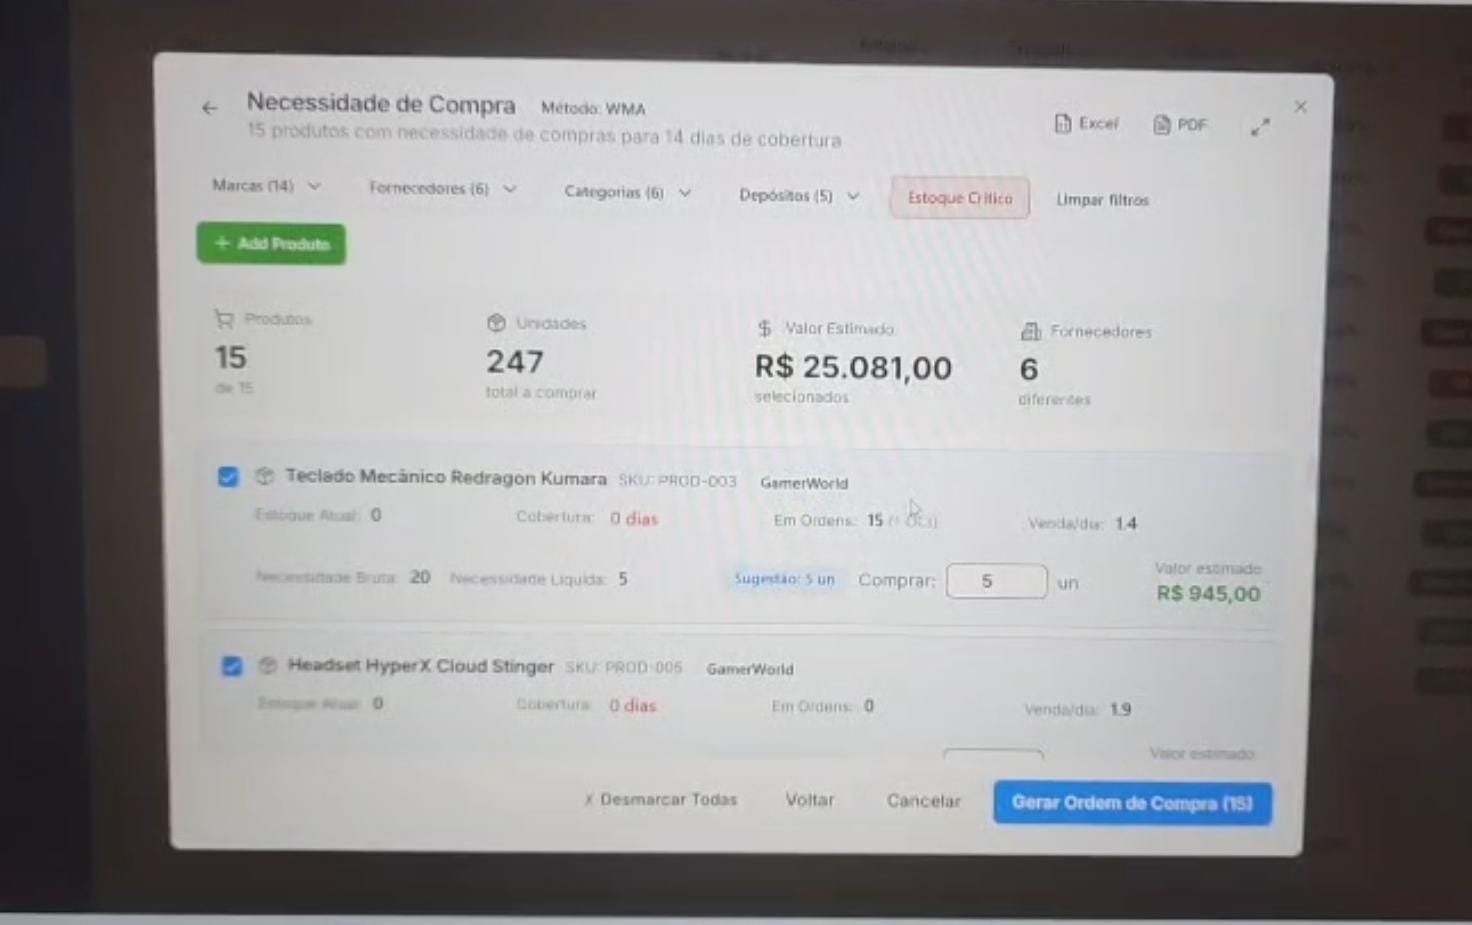 Necessidade de Compra Método: WMA
15 produtos com necessidade de compras para 14 dias de cobertura
Excel PDF
Marcas (14) Fornecedores (6) Categorias (6) Depósitos (5) Estoque Crítico Limpar filtros
+ Add Produto
Produtos Unidades Valor Estimado Fornecedores
15 247 R$ 25.081,00 6
de 15 total a comprar selecionados diferentes
Teclado Mecânico Redragon Kumara SKU: PROD-003 GamerWorld
Estoque Atual: 0 Cobertura: 0 dias Em Ordens: 15 Venda/dia: 1.4
Necessidade Bruta: 20 Necessidade Líquida: 5 Sugestão: 5 un Comprar: 5 un Valor estimado
R$ 945,00
Headset HyperX Cloud Stinger SKU: PROD-005 GamerWorld
Estoque Atual: 0 Cobertura: 0 dias Em Ordens: 0 Venda/dia: 1.9
Valor estimado
Desmarcar Todas Voltar Cancelar Gerar Ordem de Compra (15)